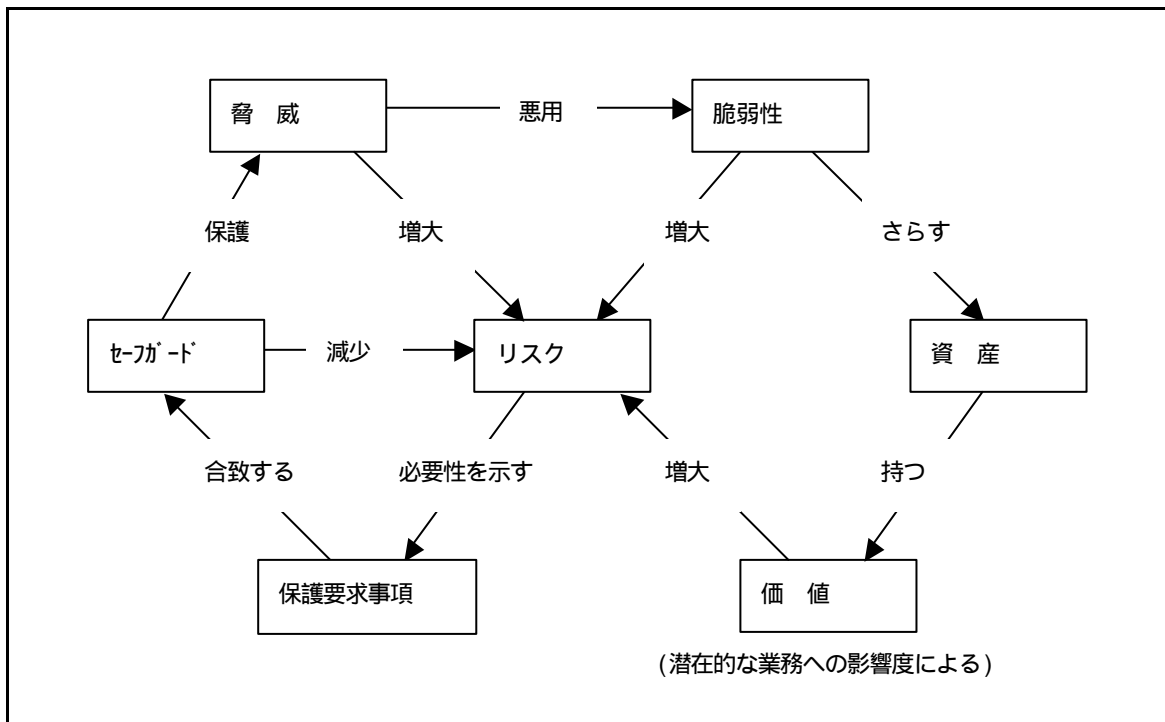 脅　威
悪用
脆弱性
保護
増大
増大
さらす
ｾｰﾌｶﾞｰﾄﾞ
減少
リスク
資　産
合致する
必要性を示す
増大
持つ
保護要求事項
価　値
(潜在的な業務への影響度による)